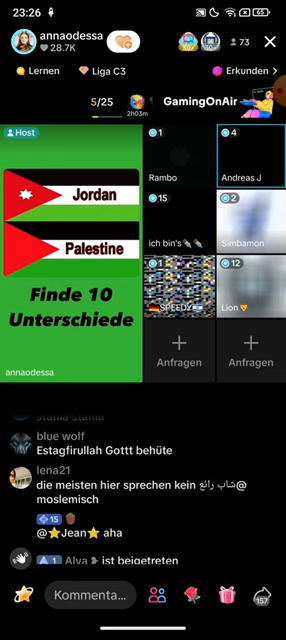 23:26
65
annaodessa
28.7K
73
Lernen
Liga C3
Erkunden
5/25
2h03m
GamingOnAir
Host
1
4
Jordan
Rambo
Andreas J
15
2
Palestine
ich bin's
Simbamon
1
12
Finde 10
Unterschiede
SPEEDY
Lion
annaodessa
Anfragen
Anfragen
stania stania
blue wolf
Estagfirullah Gottt behüte
lena21
die meisten hier sprechen kein شاب رائع@
moslemisch
15
@⭐Jean⭐ aha
1 Alva ist beigetreten
Kommenta...
157